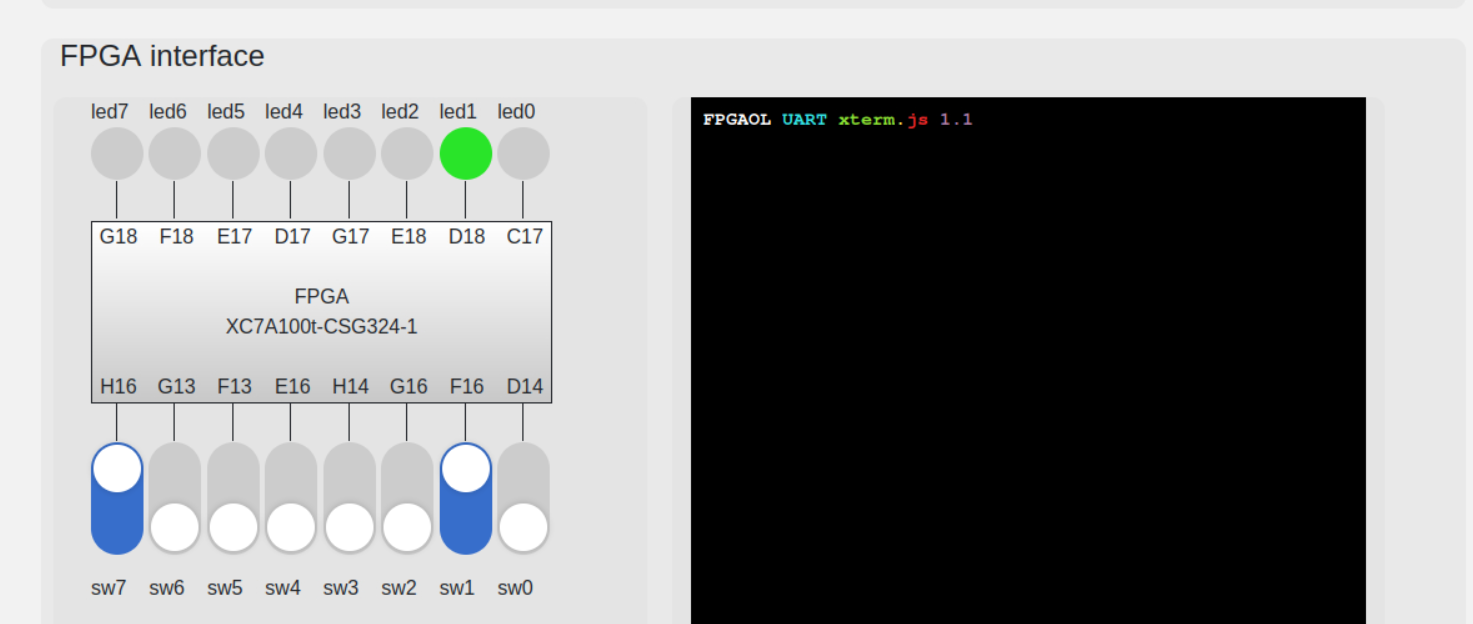 FPGA interface
led7 led6 led5 led4 led3 led2 led1 led0
G18 F18 E17 D17 G17 E18 D18 C17
FPGA
XC7A100t-CSG324-1
H16 G13 F13 E16 H14 G16 F16 D14
sw7 sw6 sw5 sw4 sw3 sw2 sw1 sw0
FPGAOL UART xterm.js 1.1